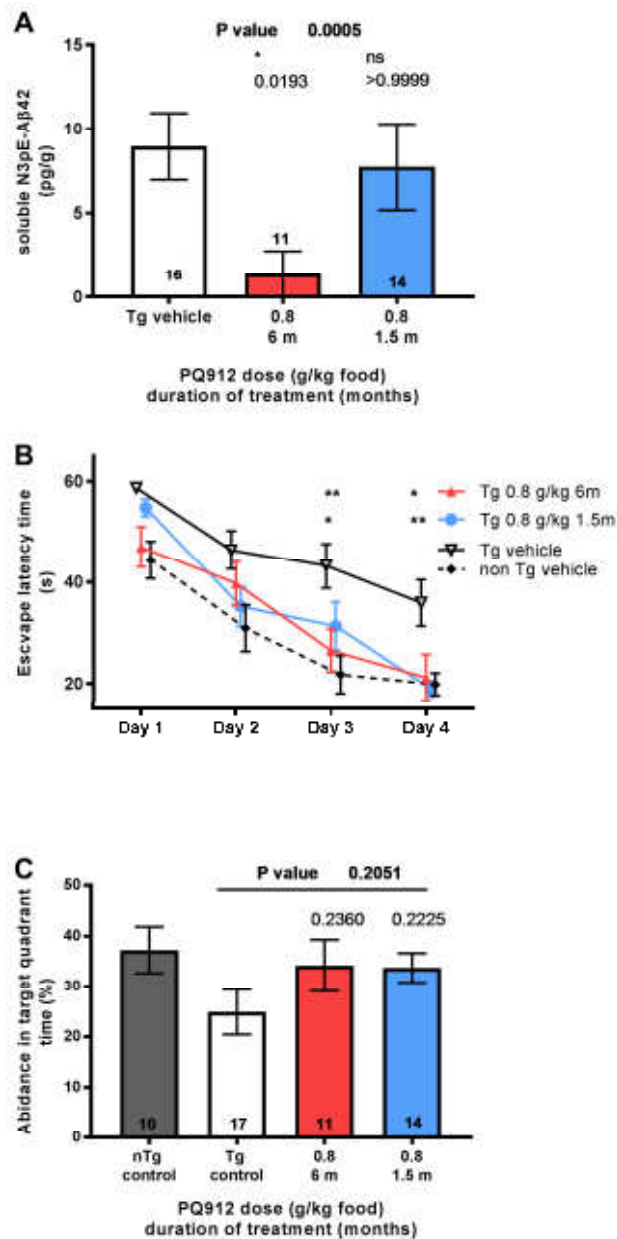 A
P value 0.0005
*
ns
0.0193
>0.9999
15
10
5
0
soluble N3pE-Aβ42
(pg/g)
16
11
14
Tg vehicle
0.8
6 m
0.8
1.5 m
PQ912 dose (g/kg food)
duration of treatment (months)
B
60
40
20
Escvape latency time
(s)
**
*
*
**
Tg 0.8 g/kg 6m
Tg 0.8 g/kg 1.5m
Tg vehicle
non Tg vehicle
Day 1
Day 2
Day 3
Day 4
C
P value 0.2051
0.2360
0.2225
50
40
30
20
10
0
Abidance in target quadrant
time (%)
10
17
11
14
nTg
control
Tg
control
0.8
6 m
0.8
1.5 m
PQ912 dose (g/kg food)
duration of treatment (months)